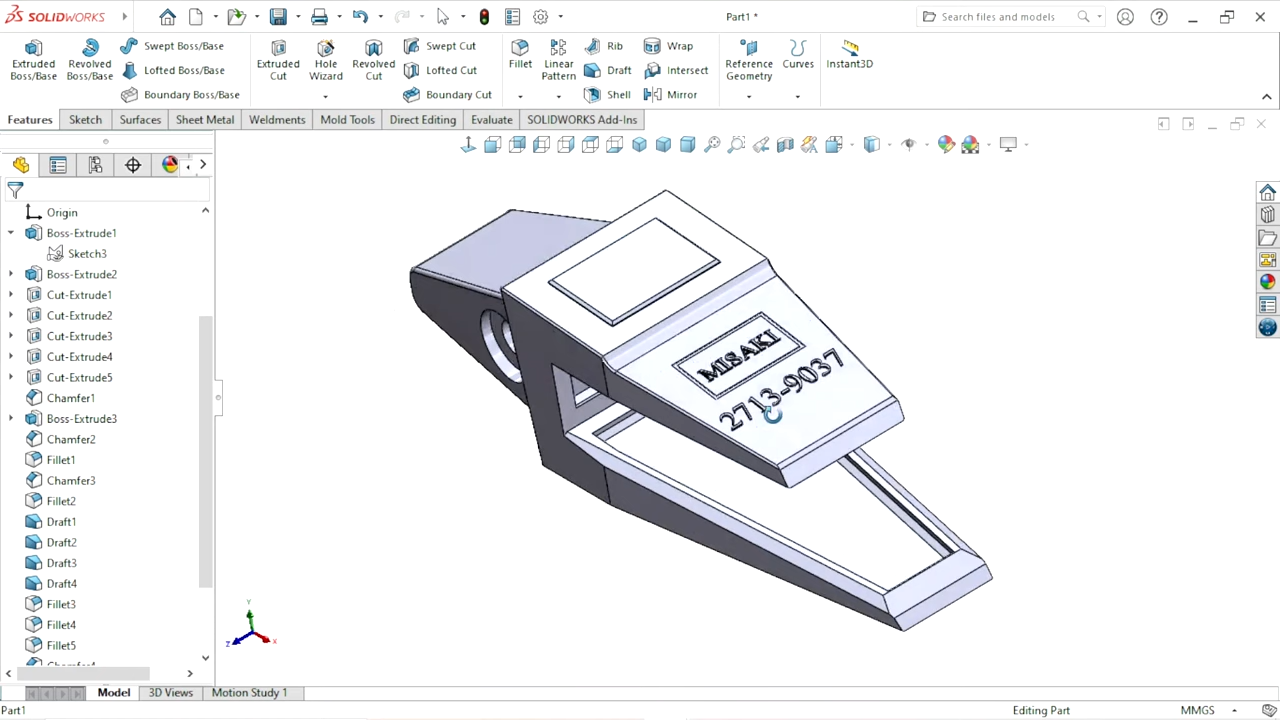 SOLIDWORKS
Part1 *
Search files and models
Extruded Boss/Base
Revolved Boss/Base
Swept Boss/Base
Lofted Boss/Base
Boundary Boss/Base
Extruded Cut
Hole Wizard
Revolved Cut
Swept Cut
Lofted Cut
Boundary Cut
Fillet
Linear Pattern
Rib
Draft
Shell
Wrap
Intersect
Mirror
Reference Geometry
Curves
Instant3D
Features Sketch Surfaces Sheet Metal Weldments Mold Tools Direct Editing Evaluate SOLIDWORKS Add-Ins
Origin
Boss-Extrude1
Sketch3
Boss-Extrude2
Cut-Extrude1
Cut-Extrude2
Cut-Extrude3
Cut-Extrude4
Cut-Extrude5
Chamfer1
Boss-Extrude3
Chamfer2
Fillet1
Chamfer3
Fillet2
Draft1
Draft2
Draft3
Draft4
Fillet3
Fillet4
Fillet5
Chamfer4
MISAKI
2713-9037
Y
Z
X
Model 3D Views Motion Study 1
Part1
Editing Part
MMGS